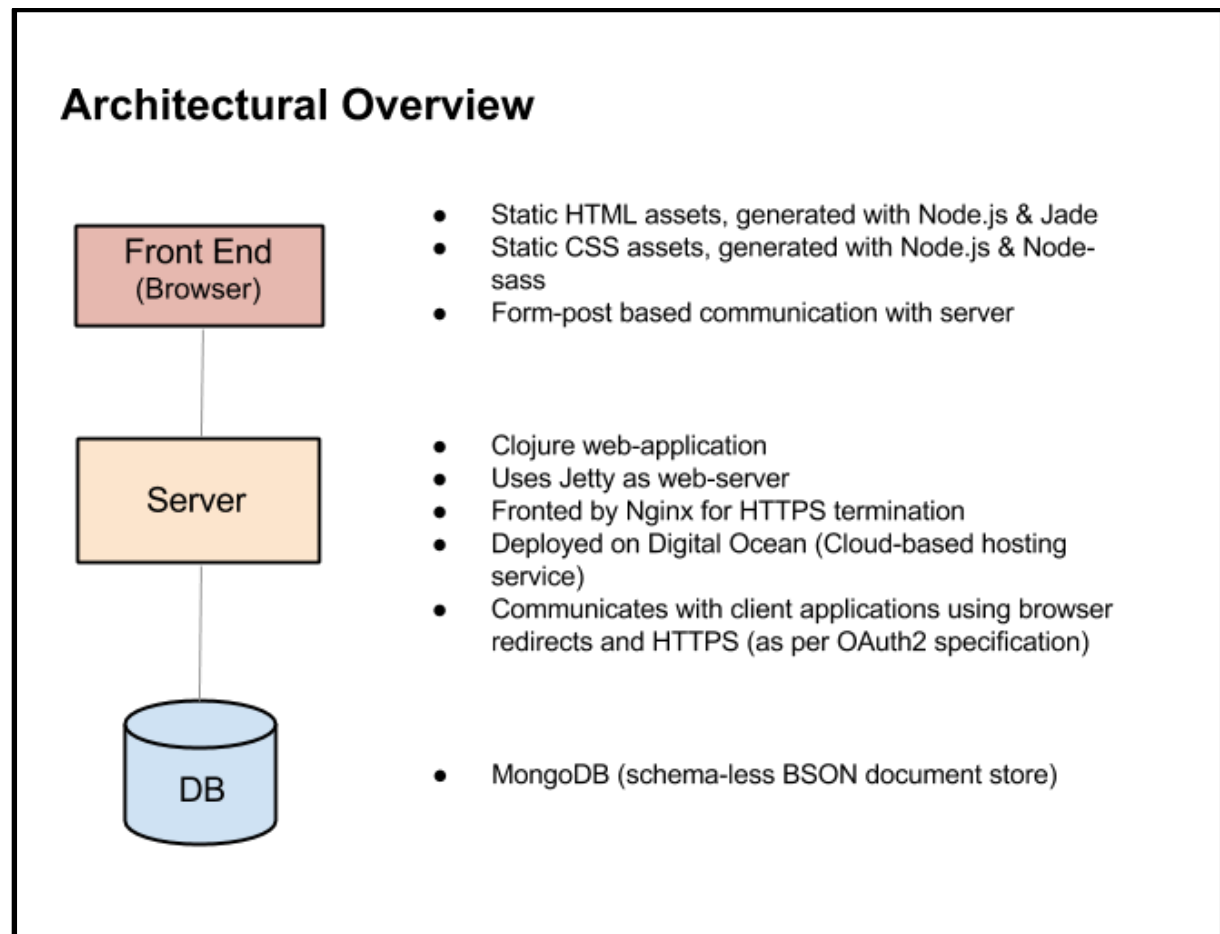 Architectural Overview
Front End
(Browser)
● Static HTML assets, generated with Node.js & Jade
● Static CSS assets, generated with Node.js & Node-
sass
● Form-post based communication with server
Server
● Clojure web-application
● Uses Jetty as web-server
● Fronted by Nginx for HTTPS termination
● Deployed on Digital Ocean (Cloud-based hosting
service)
● Communicates with client applications using browser
redirects and HTTPS (as per OAuth2 specification)
DB
● MongoDB (schema-less BSON document store)